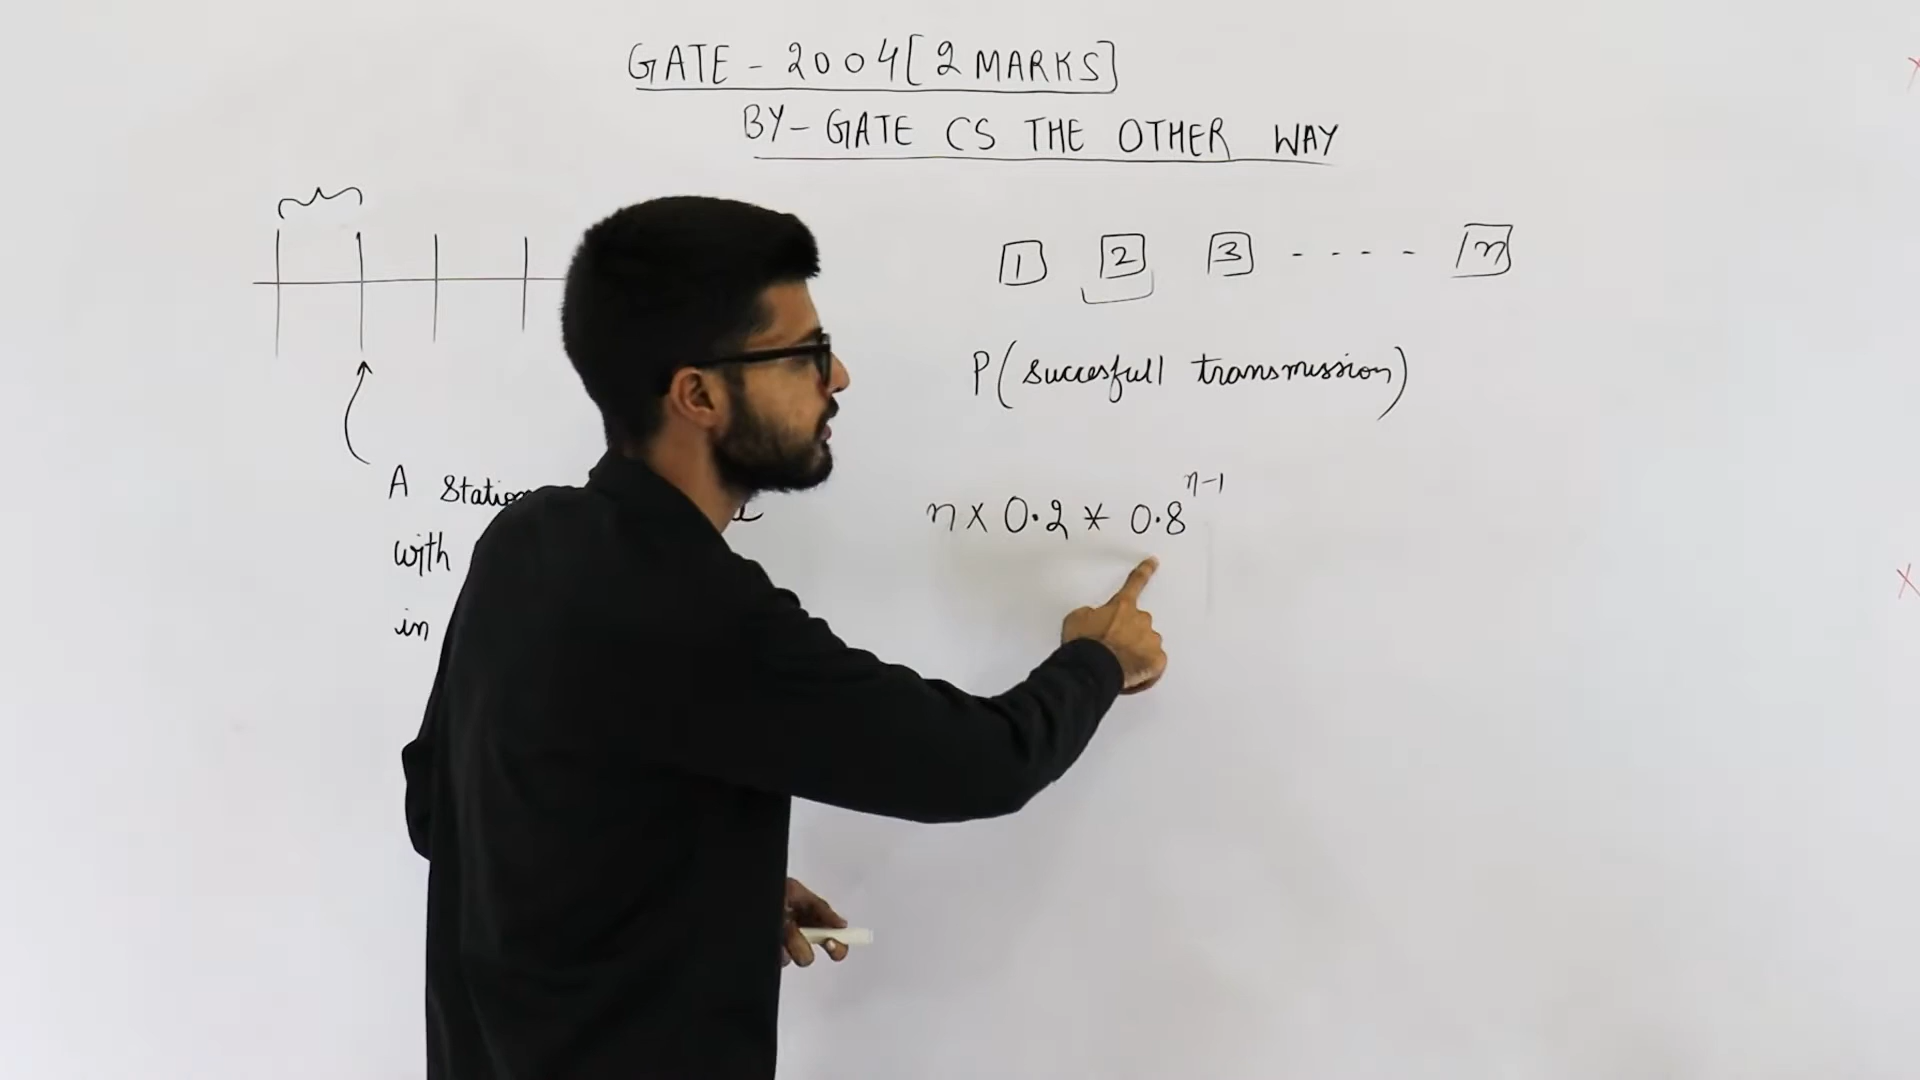 GATE - 2004 [2 MARKS]
BY - GATE CS THE OTHER WAY
1 2 3 - - - - - n
P(succesfull transmission)
A
with
in
n x 0.2 * 0.8^{n-1}